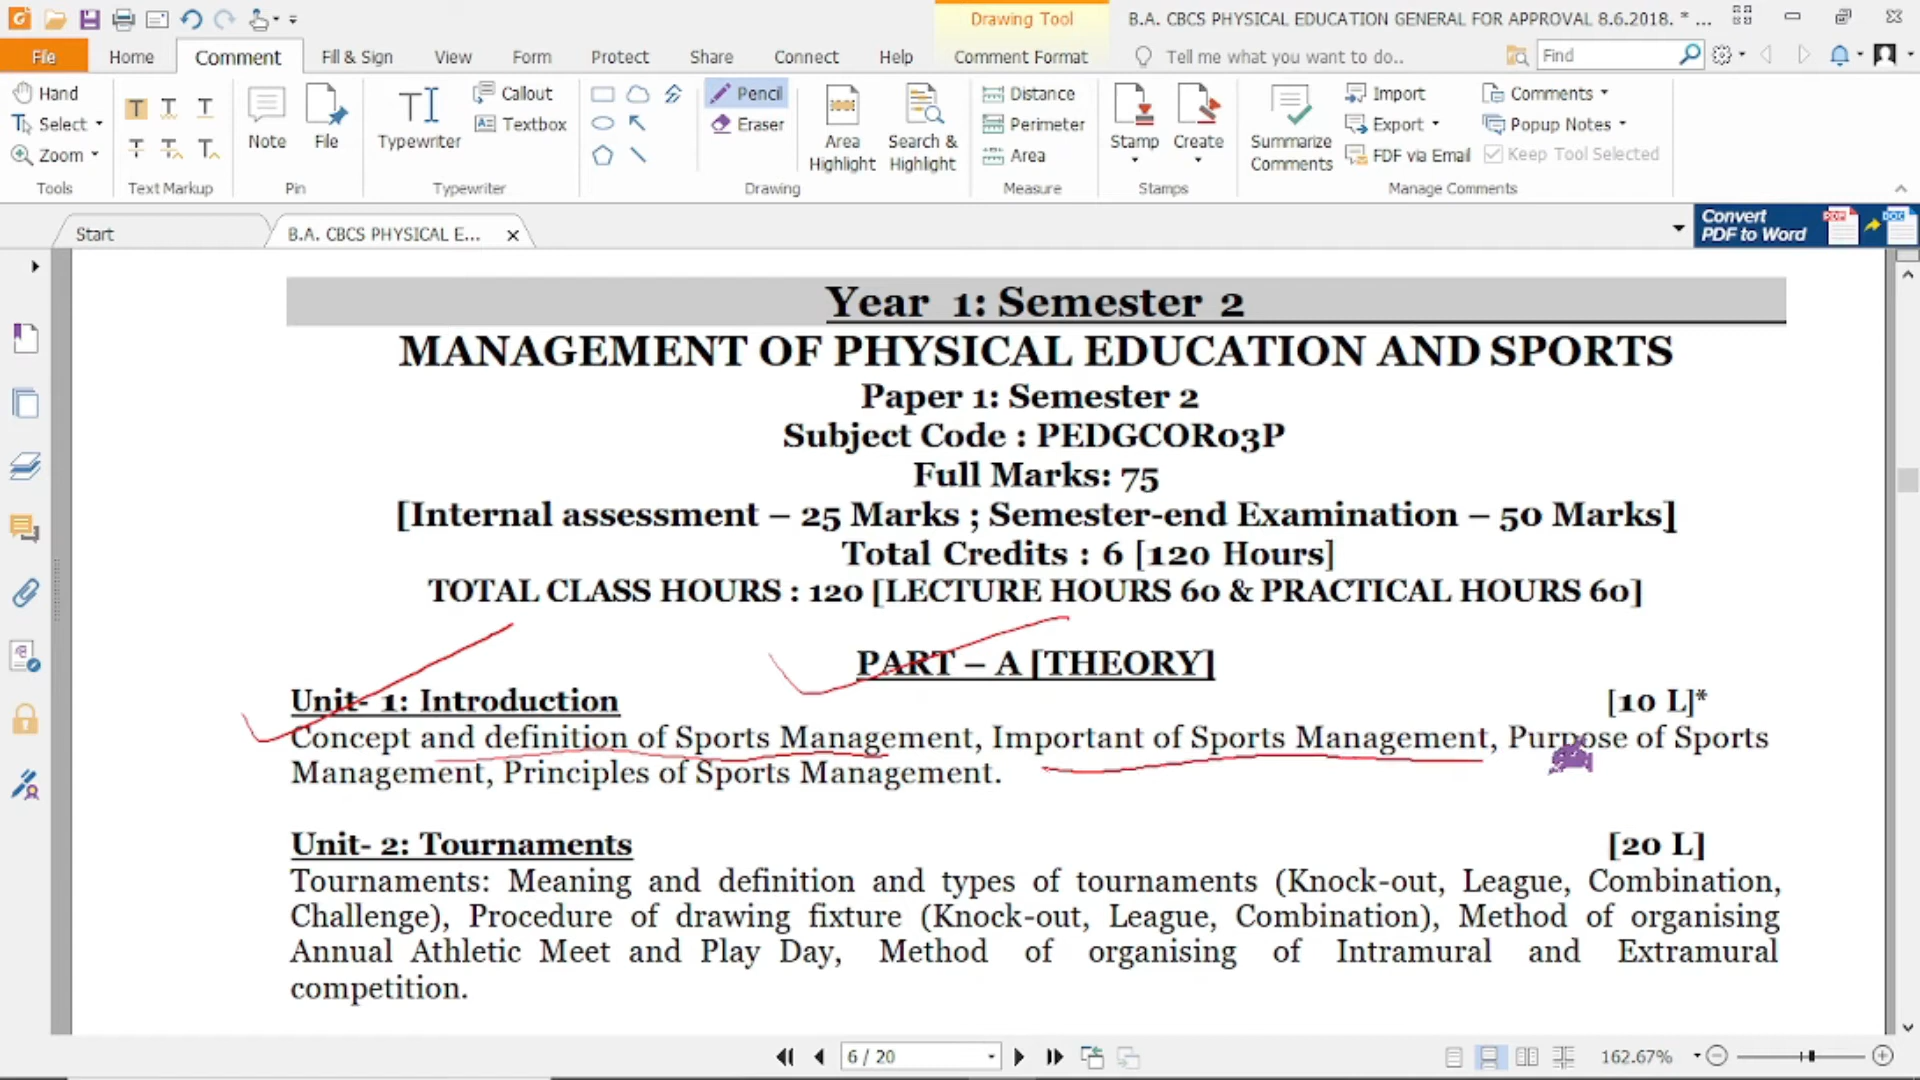 Drawing Tool
B.A. CBCS PHYSICAL EDUCATION GENERAL FOR APPROVAL 8.6.2018. * ...
File Home Comment Fill & Sign View Form Protect Share Connect Help Comment Format Tell me what you want to do.. Find
Hand
Select
Zoom
Tools
Text Markup
Note
File
Pin
Typewriter
Callout
Textbox
Typewriter
Pencil
Eraser
Area Highlight
Search & Highlight
Drawing
Distance
Perimeter
Area
Measure
Stamp
Create
Stamps
Summarize Comments
Import
Export
FDF via Email
Comments
Popup Notes
Keep Tool Selected
Manage Comments
Start
B.A. CBCS PHYSICAL E...
Convert
PDF to Word
Year 1: Semester 2
MANAGEMENT OF PHYSICAL EDUCATION AND SPORTS
Paper 1: Semester 2
Subject Code : PEDGCOR03P
Full Marks: 75
[Internal assessment – 25 Marks ; Semester-end Examination – 50 Marks]
Total Credits : 6 [120 Hours]
TOTAL CLASS HOURS : 120 [LECTURE HOURS 60 & PRACTICAL HOURS 60]
PART – A [THEORY]
Unit- 1: Introduction [10 L]*
Concept and definition of Sports Management, Important of Sports Management, Purpose of Sports
Management, Principles of Sports Management.
Unit- 2: Tournaments [20 L]
Tournaments: Meaning and definition and types of tournaments (Knock-out, League, Combination,
Challenge), Procedure of drawing fixture (Knock-out, League, Combination), Method of organising
Annual Athletic Meet and Play Day, Method of organising of Intramural and Extramural
competition.
6 / 20
162.67%